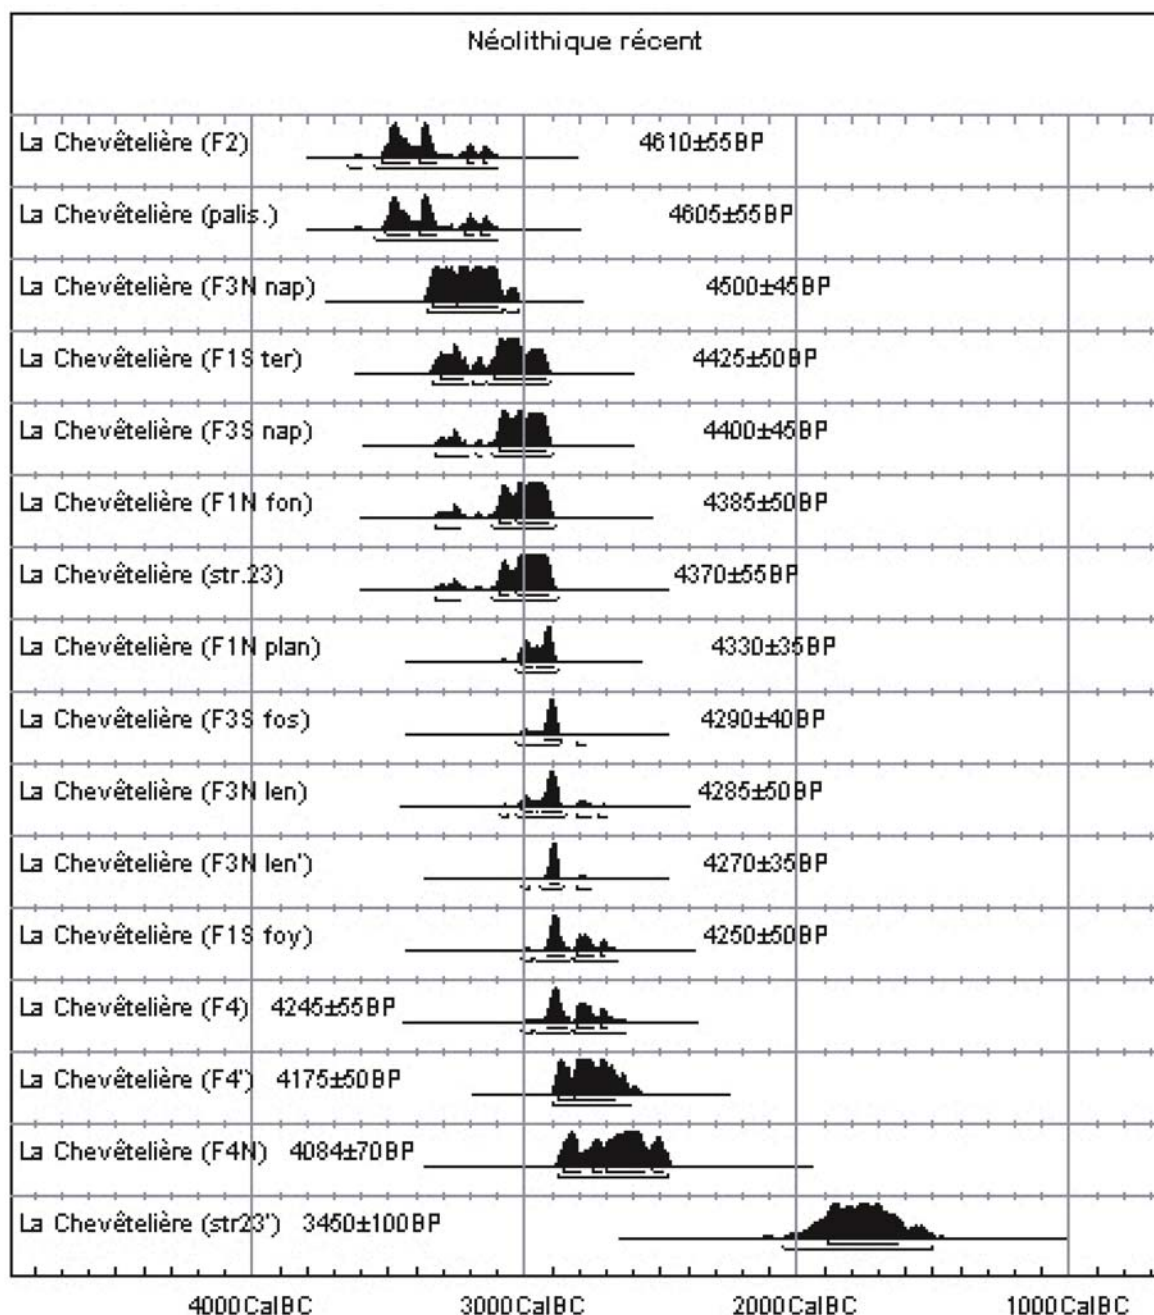 Néolithique récent
La Chevêtelière (F2) 4610±55BP
La Chevêtelière (palis.) 4605±55BP
La Chevêtelière (F3N nap) 4500±45BP
La Chevêtelière (F1S ter) 4425±50BP
La Chevêtelière (F3S nap) 4400±45BP
La Chevêtelière (F1N fon) 4385±50BP
La Chevêtelière (str.23) 4370±55BP
La Chevêtelière (F1N plan) 4330±35BP
La Chevêtelière (F3S fos) 4290±40BP
La Chevêtelière (F3N len) 4285±50BP
La Chevêtelière (F3N len') 4270±35BP
La Chevêtelière (F1S foy) 4250±50BP
La Chevêtelière (F4) 4245±55BP
La Chevêtelière (F4') 4175±50BP
La Chevêtelière (F4N) 4084±70BP
La Chevêtelière (str23') 3450±100BP
4000CalBC 3000CalBC 2000CalBC 1000CalBC